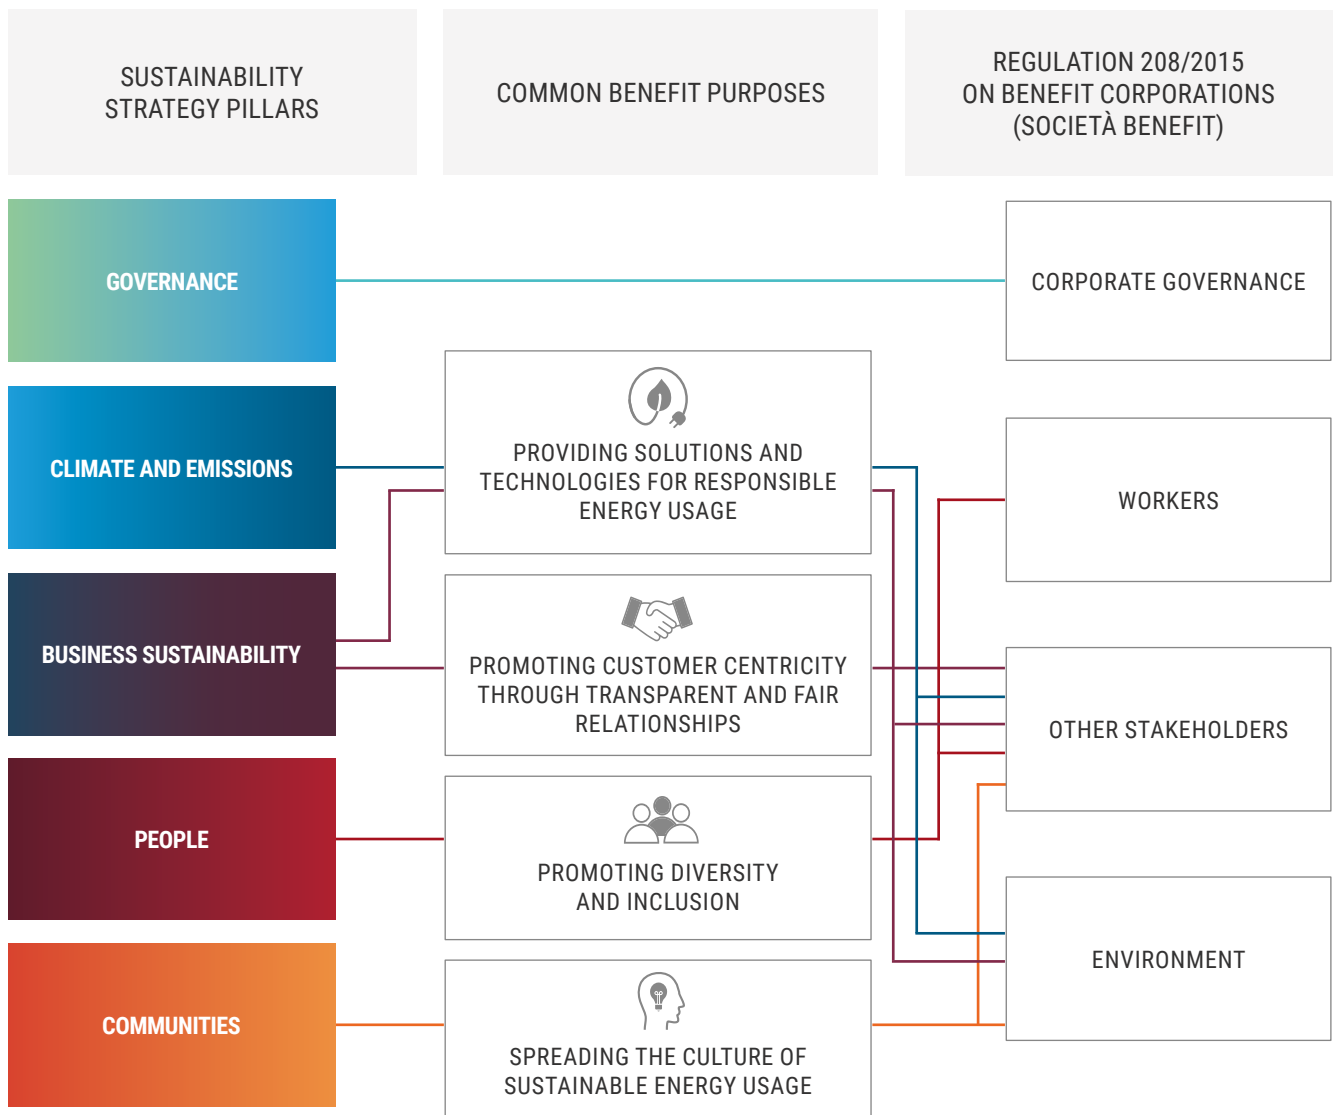 SUSTAINABILITY
STRATEGY PILLARS
COMMON BENEFIT PURPOSES
REGULATION 208/2015
ON BENEFIT CORPORATIONS
(SOCIETÀ BENEFIT)
GOVERNANCE
CORPORATE GOVERNANCE
CLIMATE AND EMISSIONS
PROVIDING SOLUTIONS AND
TECHNOLOGIES FOR RESPONSIBLE
ENERGY USAGE
WORKERS
BUSINESS SUSTAINABILITY
PROMOTING CUSTOMER CENTRICITY
THROUGH TRANSPARENT AND FAIR
RELATIONSHIPS
OTHER STAKEHOLDERS
PEOPLE
PROMOTING DIVERSITY
AND INCLUSION
ENVIRONMENT
COMMUNITIES
SPREADING THE CULTURE OF
SUSTAINABLE ENERGY USAGE